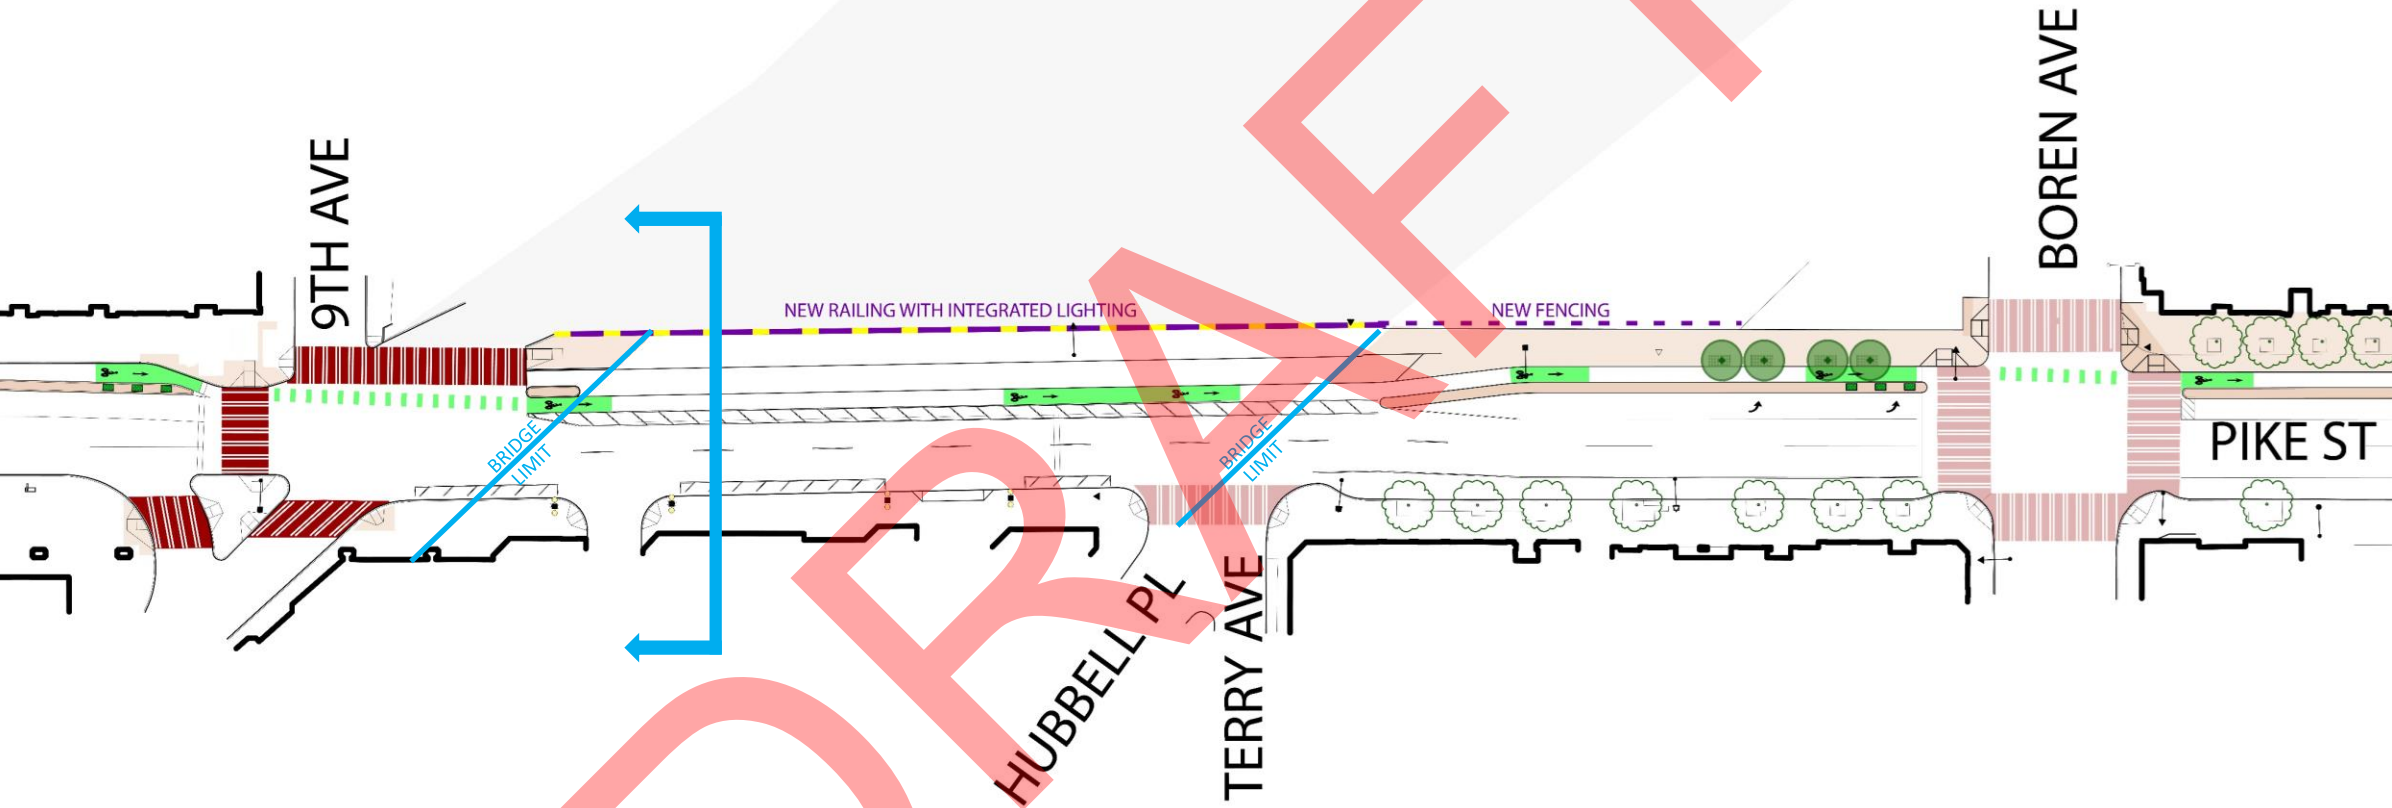 9TH AVE
BOREN AVE
NEW RAILING WITH INTEGRATED LIGHTING
NEW FENCING
BRIDGE
LIMIT
BRIDGE
LIMIT
PIKE ST
HUBBELL PL
TERRY AVE
DRAFT